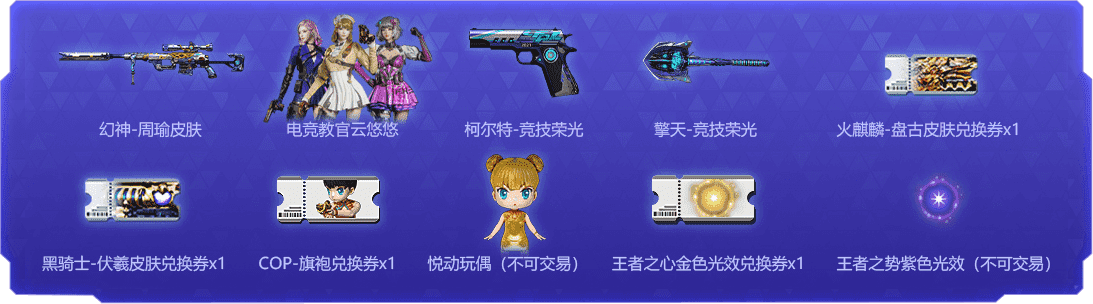 幻神-周瑜皮肤
电竞教官云悠悠
柯尔特-竞技荣光
擎天-竞技荣光
火麒麟-盘古皮肤兑换券x1
黑骑士-伏羲皮肤兑换券x1
COP-旗袍兑换券x1
悦动玩偶（不可交易）
王者之心金色光效兑换券x1
王者之势紫色光效（不可交易）